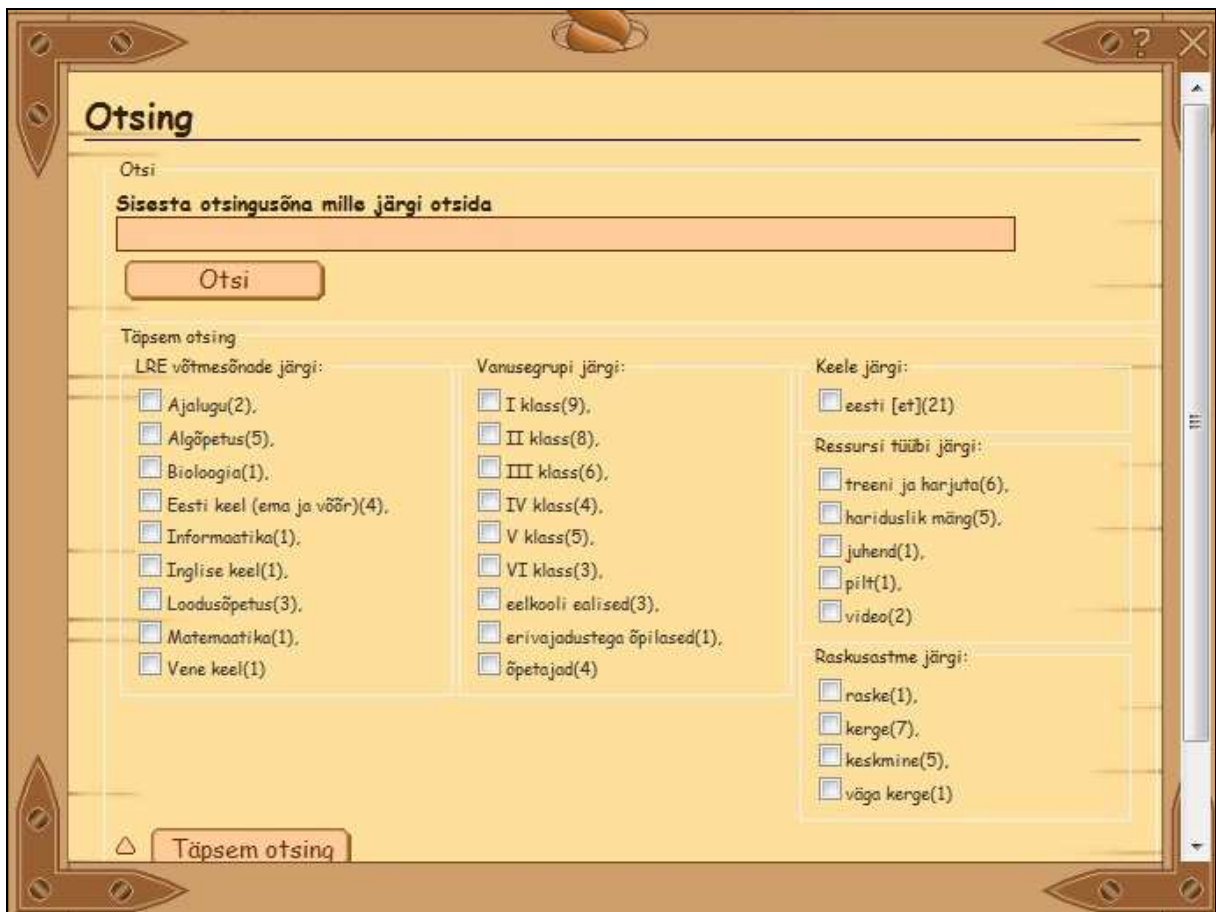 ?
Otsing
Otsi
Sisesta otsingusõna mille järgi otsida
Otsi
Täpsem otsing
LRE võtmesõnade järgi:
Ajalugu(2),
Algõpetus(5),
Bioloogia(1),
Eesti keel (ema ja võõr)(4),
Informaatika(1),
Inglise keel(1),
Loodusõpetus(3),
Matemaatika(1),
Vene keel(1)
Vanusegrupi järgi:
I klass(9),
II klass(8),
III klass(6),
IV klass(4),
V klass(5),
VI klass(3),
eelkooli ealised(3),
erivajadustega õpilased(1),
õpetajad(4)
Keele järgi:
eesti [et](21)
Ressursi tüübi järgi:
treeni ja harjuta(6),
hariduslik mäng(5),
juhend(1),
pilt(1),
video(2)
Raskusastme järgi:
raske(1),
kerge(7),
keskmine(5),
väga kerge(1)
Täpsem otsing